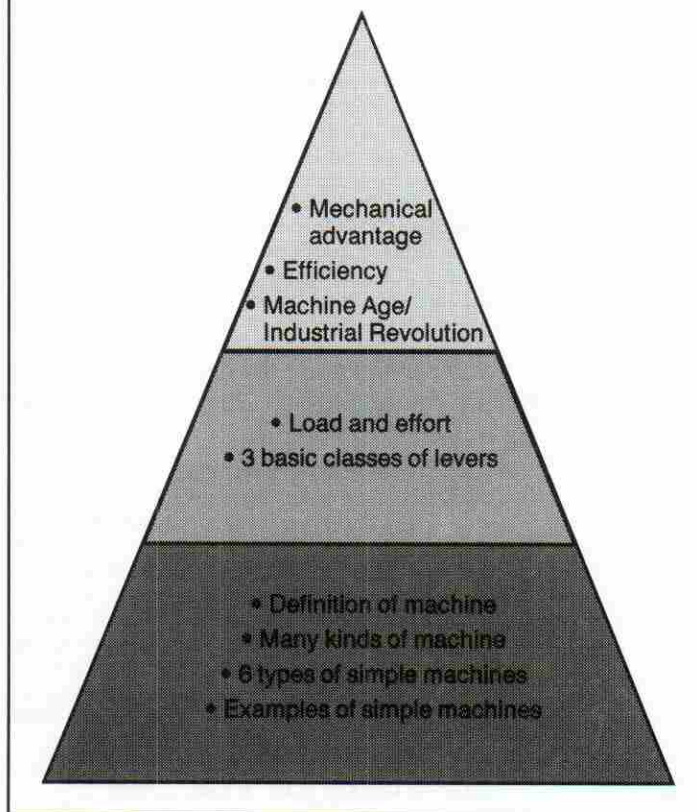 • Mechanical
advantage
• Efficiency
• Machine Age/
Industrial Revolution
• Load and effort
• 3 basic classes of levers
• Definition of machine
• Many kinds of machine
• 6 types of simple machines
• Examples of simple machines